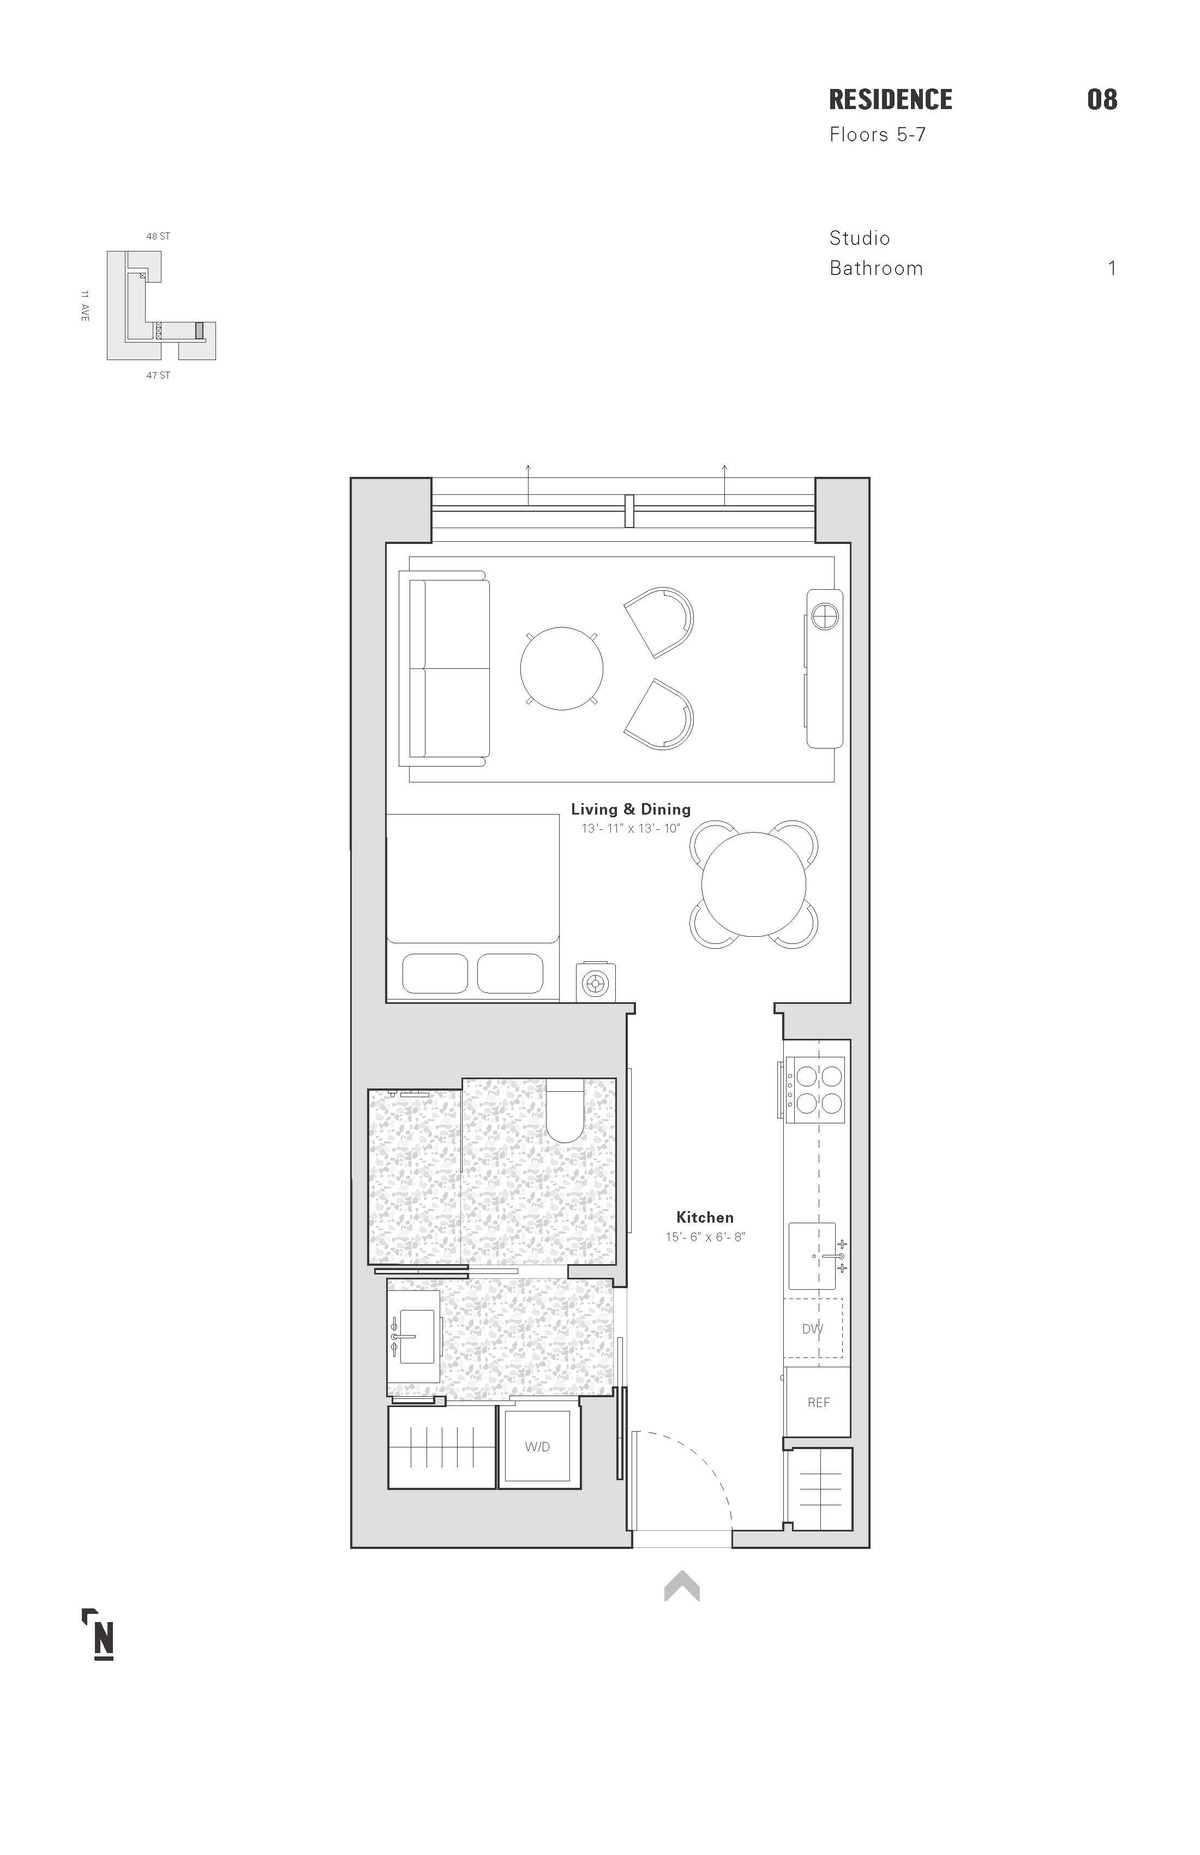 RESIDENCE 08
Floors 5-7
Studio
Bathroom 1
48 ST
11 AVE
47 ST
Living & Dining
13'- 11" x 13'- 10"
Kitchen
15'- 6" x 6'- 8"
DW
REF
W/D
N